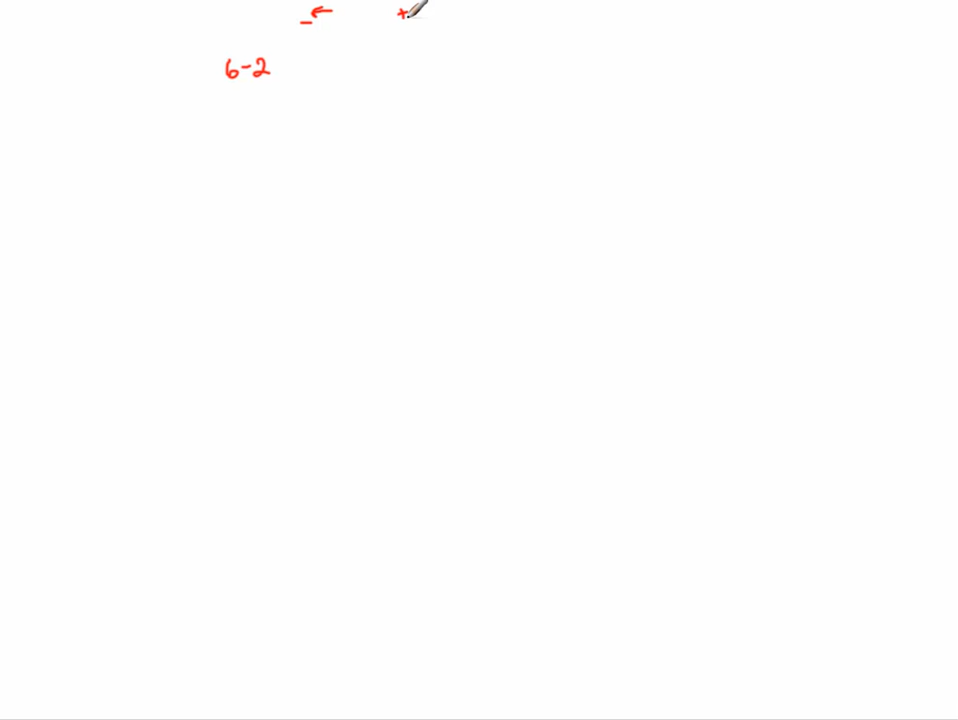 - ← +
6-2